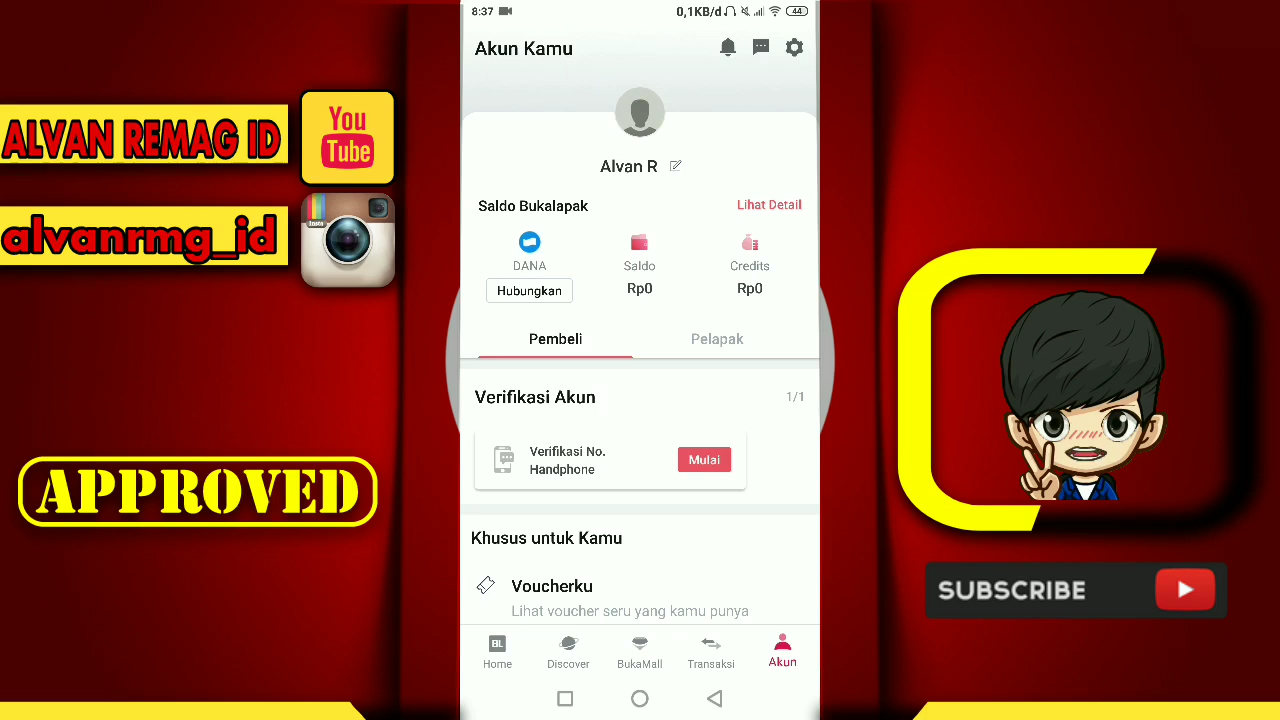 8:37
0,1KB/d
44
Akun Kamu
ALVAN REMAG ID
You
Tube
Insta
alvanrmg_id
Alvan R
Saldo Bukalapak
Lihat Detail
DANA
Saldo
Credits
Hubungkan
Rp0
Rp0
Pembeli
Pelapak
Verifikasi Akun
1/1
Verifikasi No.
Handphone
Mulai
APPROVED
Khusus untuk Kamu
Voucherku
Lihat voucher seru yang kamu punya
SUBSCRIBE
BL
Home
Discover
BukaMall
Transaksi
Akun